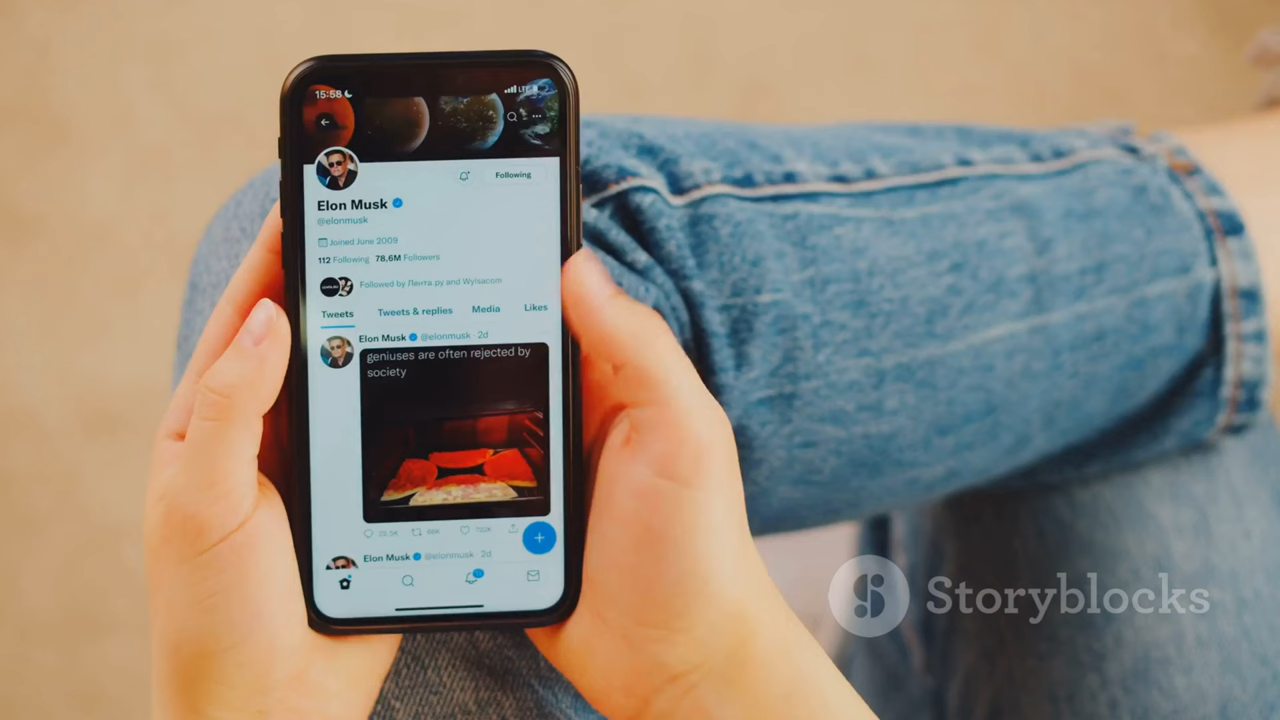 15:58
LTE
Following
Elon Musk
@elonmusk
Joined June 2009
112 Following 78,6M Followers
Followed by Лента.ру and Wylsacom
Tweets Tweets & replies Media Likes
Elon Musk @elonmusk · 2d
geniuses are often rejected by
society
Elon Musk @elonmusk · 2d
Storyblocks